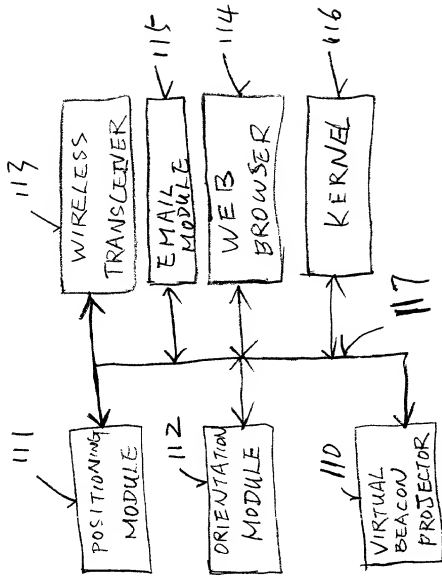 113
WIRELESS
TRANSCEIVER
115
EMAIL
MODULE
114
WEB
BROWSER
116
KERNEL
117
111
POSITIONING
MODULE
112
ORIENTATION
MODULE
110
VIRTUAL
BEACON
PROJECTOR